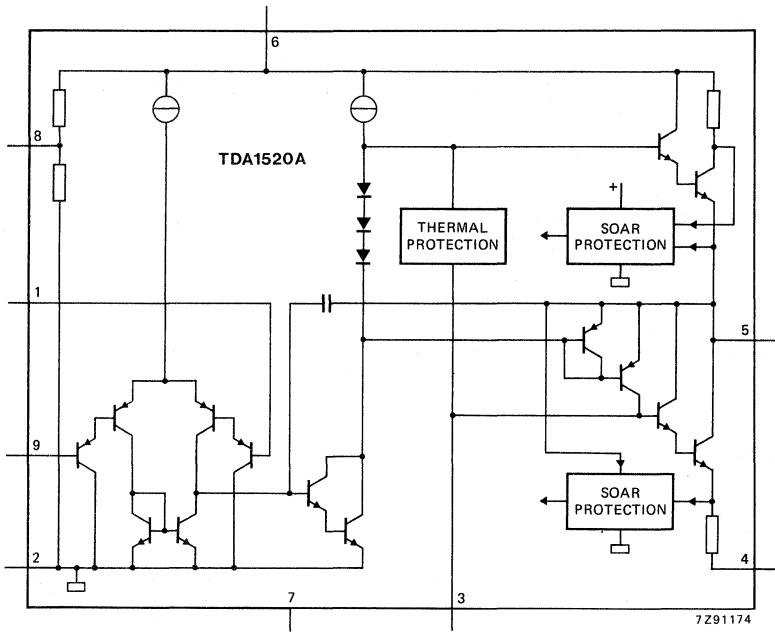 6
8
TDA1520A
+
THERMAL
PROTECTION
SOAR
PROTECTION
1
5
9
SOAR
PROTECTION
2
4
7
3
7Z91174